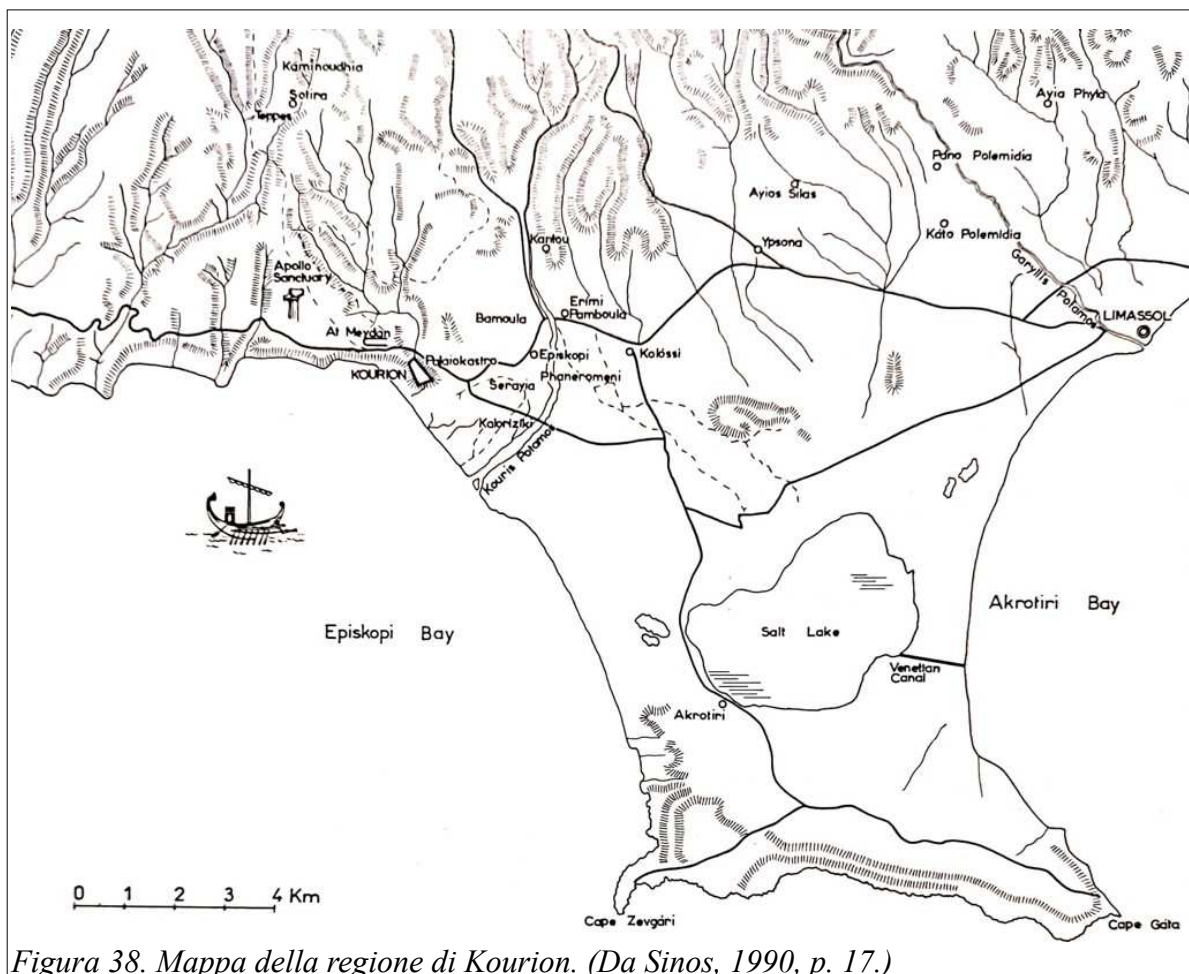 Kaminoudhia
Sotira
Teppes
Ayia Phyla
Pano Polemidia
Ayios Silas
Kato Polemidia
Kantou
Ypsona
Garyllis Potamos
Apollo
Sanctuary
Erimi
Pamboula
Bamoula
LIMASSOL
At Meydan
Palaiokastro
Episkopi
Kolossi
KOURION
Serayia
Phaneromeni
Kaloriziki
Kouris Potamos
Episkopi Bay
Akrotiri Bay
Salt Lake
Venetian
Canal
Akrotiri
0 1 2 3 4 Km
Cape Zevgári
Cape Gáta
Figura 38. Mappa della regione di Kourion. (Da Sinos, 1990, p. 17.)